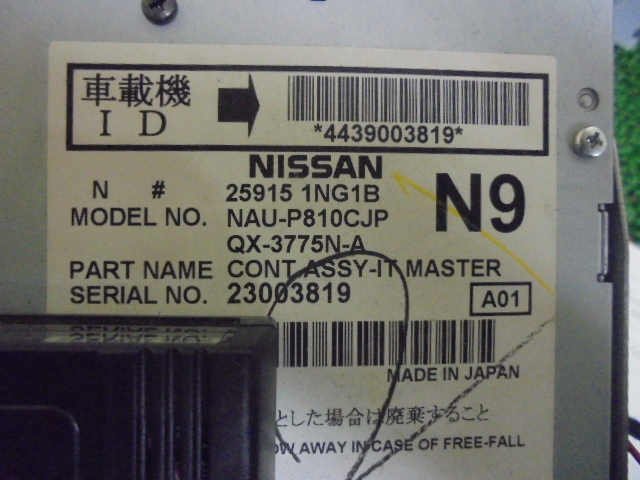 車載機
ID
*4439003819*
NISSAN
N # 25915 1NG1B
N9
MODEL NO. NAU-P810CJP
QX-3775N-A
PART NAME CONT ASSY-IT MASTER
SERIAL NO. 23003819
A01
MADE IN JAPAN
とした場合は廃棄すること
AWAY IN CASE OF FREE-FALL